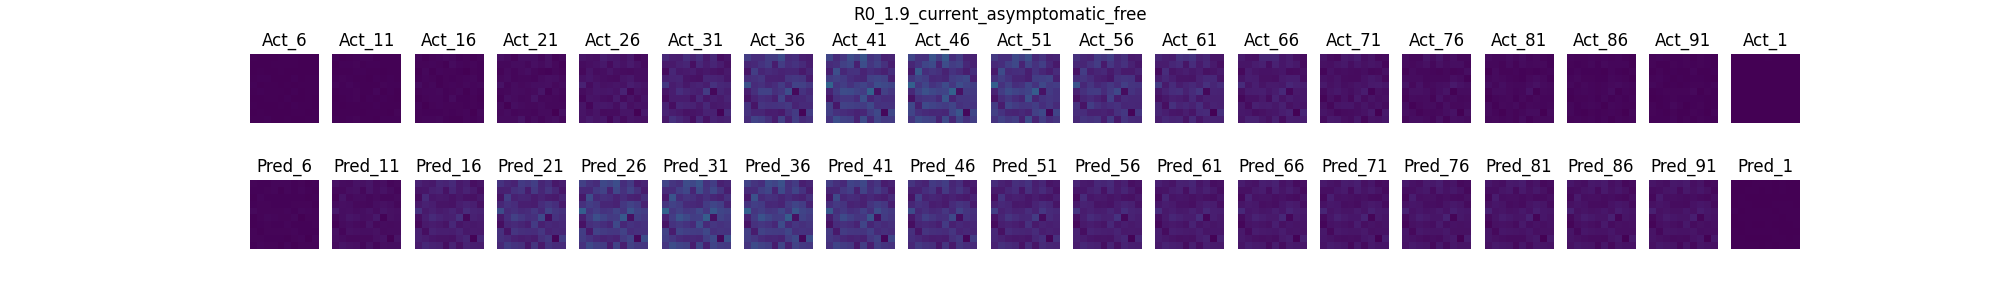 R0_1.9_current_asymptomatic_free
Act_6 Act_11 Act_16 Act_21 Act_26 Act_31 Act_36 Act_41 Act_46 Act_51 Act_56 Act_61 Act_66 Act_71 Act_76 Act_81 Act_86 Act_91 Act_1
Pred_6 Pred_11 Pred_16 Pred_21 Pred_26 Pred_31 Pred_36 Pred_41 Pred_46 Pred_51 Pred_56 Pred_61 Pred_66 Pred_71 Pred_76 Pred_81 Pred_86 Pred_91 Pred_1